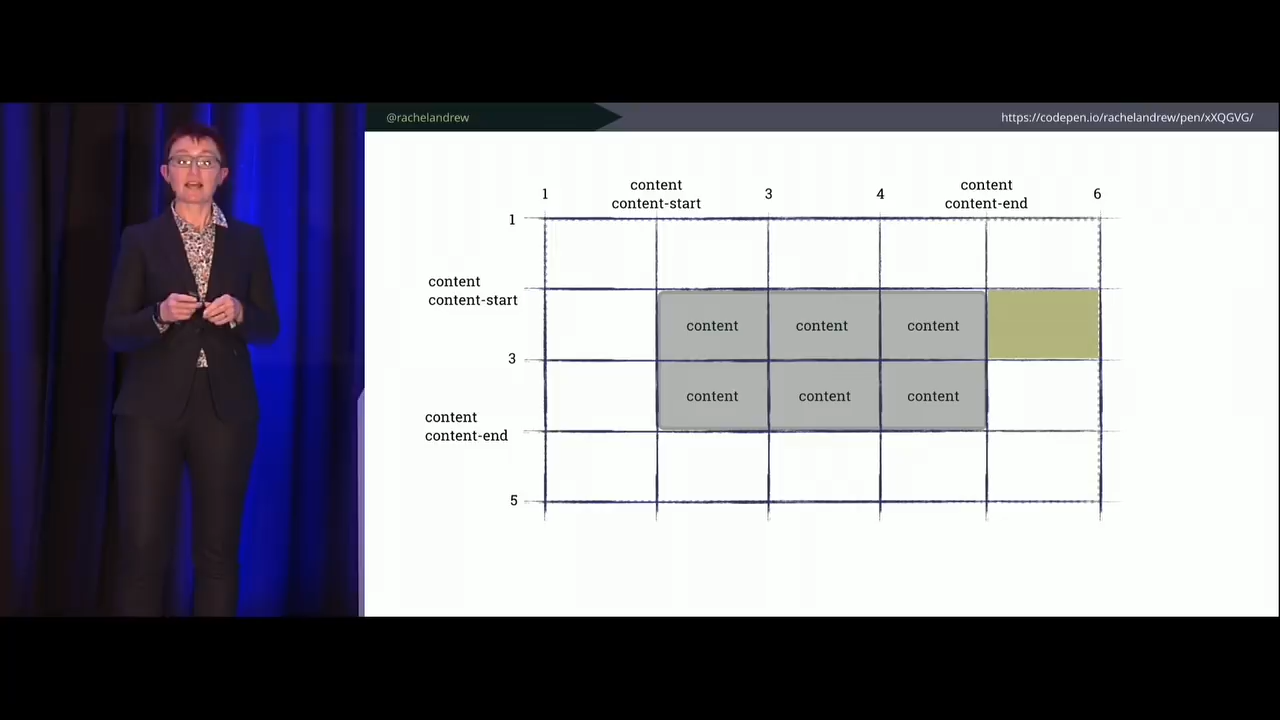 @rachelandrew
https://codepen.io/rachelandrew/pen/xXQGVG/
1
content
content-start
3
4
content
content-end
6
1
content
content-start
content content content
3
content content content
content
content-end
5